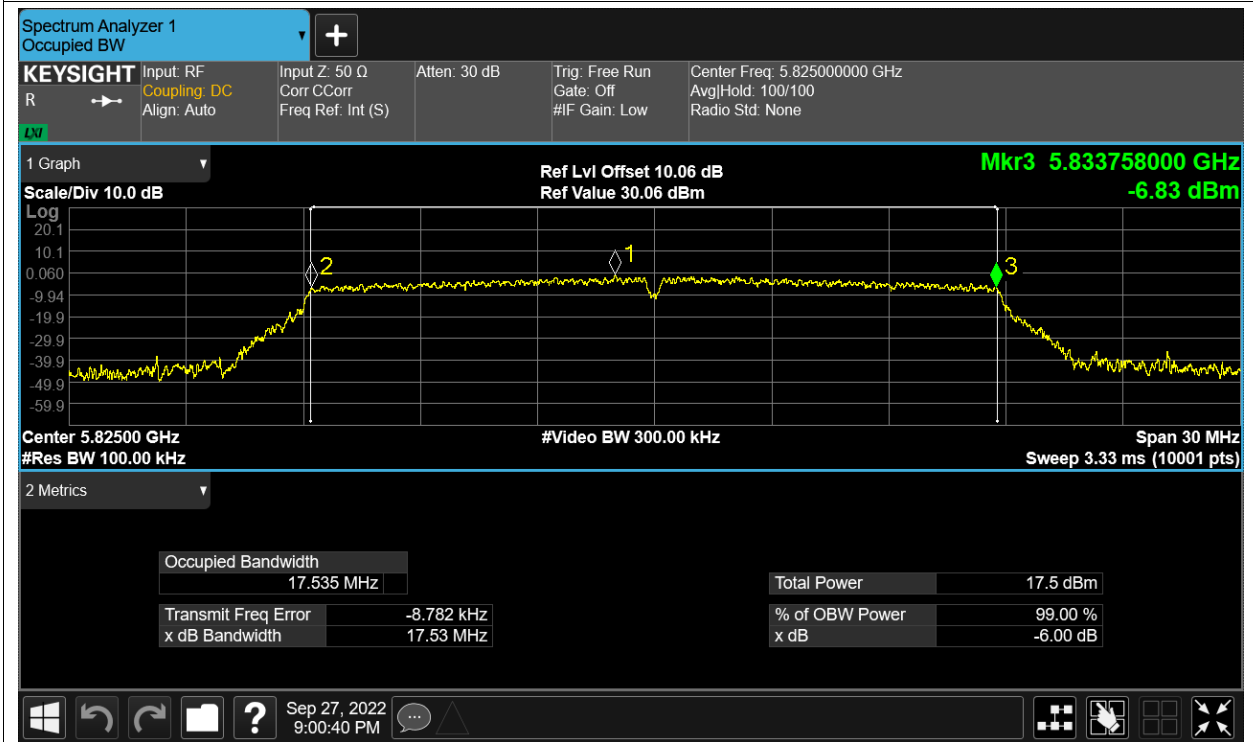 Spectrum Analyzer 1
Occupied BW
KEYSIGHT
R
LXI
Input: RF
Coupling: DC
Align: Auto
Input Z: 50 Ω
Corr CCorr
Freq Ref: Int (S)
Atten: 30 dB
Trig: Free Run
Gate: Off
#IF Gain: Low
Center Freq: 5.825000000 GHz
Avg|Hold: 100/100
Radio Std: None
1 Graph
Scale/Div 10.0 dB
Ref Lvl Offset 10.06 dB
Ref Value 30.06 dBm
Mkr3 5.833758000 GHz
-6.83 dBm
Log
20.1
10.1
0.060
-9.94
-19.9
-29.9
-39.9
-49.9
-59.9
2
1
3
Center 5.82500 GHz
#Res BW 100.00 kHz
#Video BW 300.00 kHz
Span 30 MHz
Sweep 3.33 ms (10001 pts)
2 Metrics
Occupied Bandwidth
17.535 MHz
Transmit Freq Error -8.782 kHz
x dB Bandwidth 17.53 MHz
Total Power 17.5 dBm
% of OBW Power 99.00 %
x dB -6.00 dB
?
Sep 27, 2022
9:00:40 PM